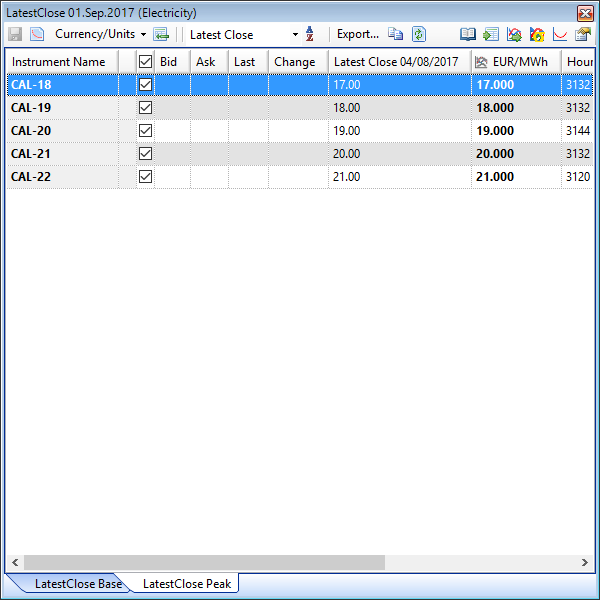 LatestClose 01.Sep.2017 (Electricity)
Currency/Units Latest Close A Z Export...
Instrument Name Bid Ask Last Change Latest Close 04/08/2017 EUR/MWh Hour
CAL-18 17.00 17.000 3132
CAL-19 18.00 18.000 3132
CAL-20 19.00 19.000 3144
CAL-21 20.00 20.000 3132
CAL-22 21.00 21.000 3120
LatestClose Base LatestClose Peak